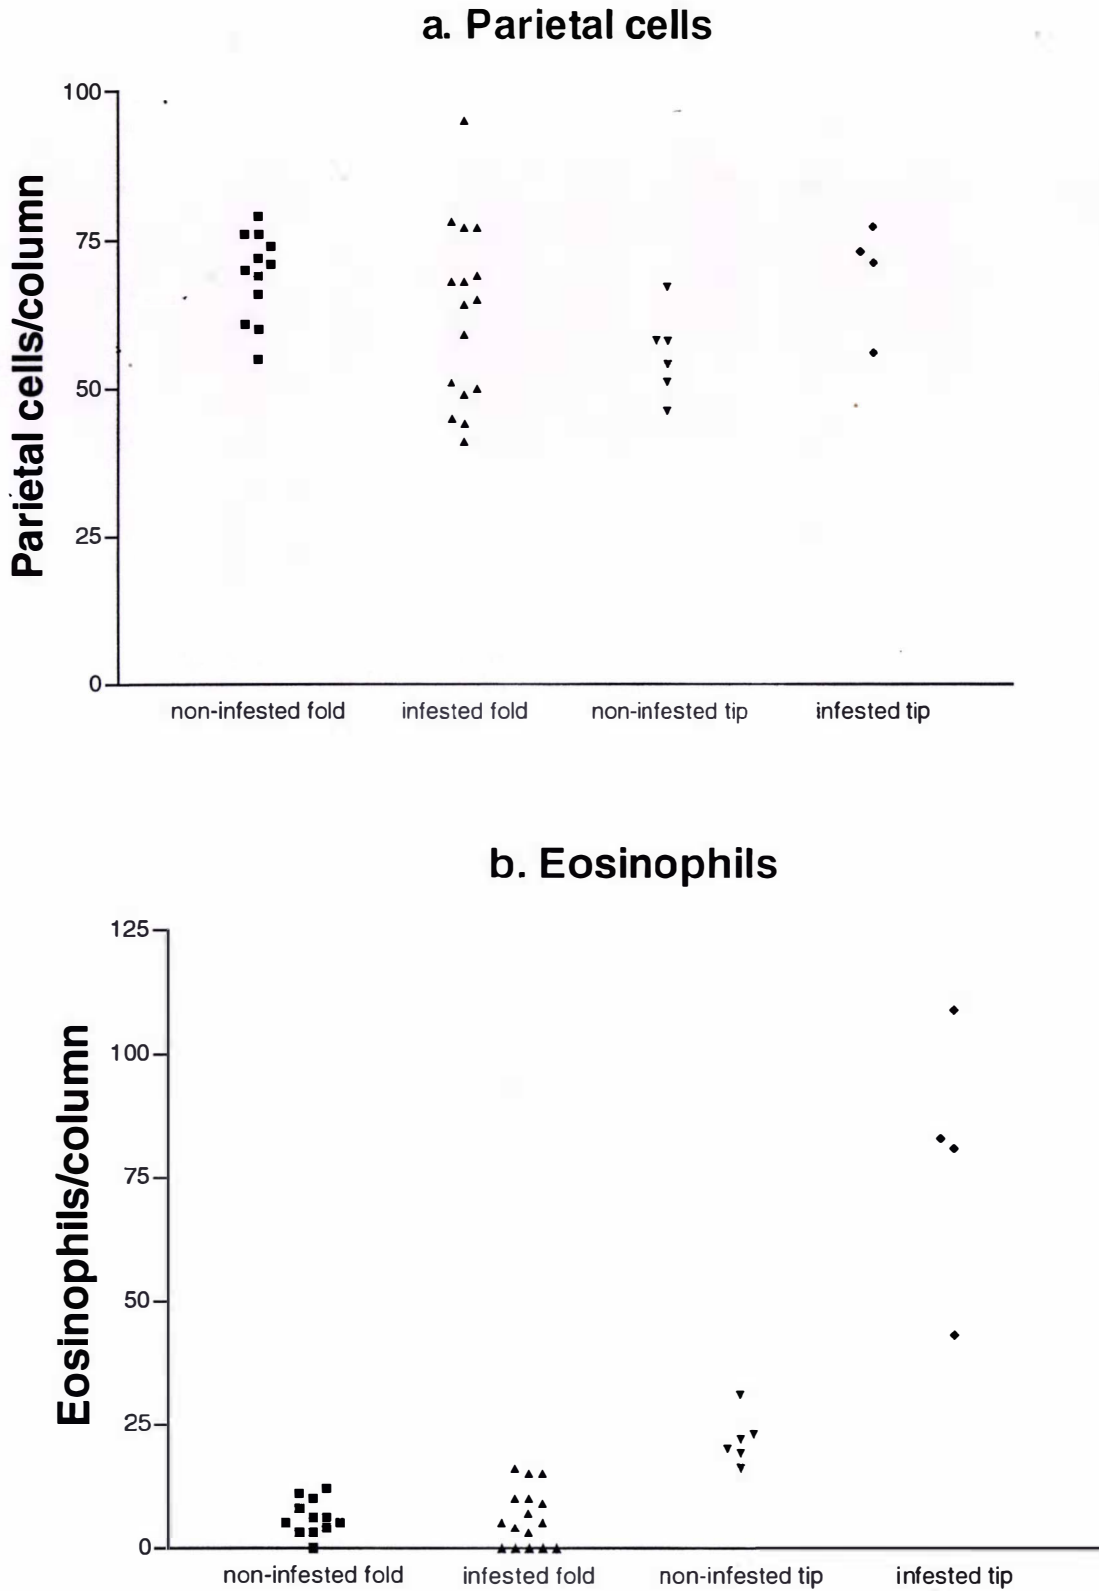 a. Parietal cells
Parietal cells/column
100
75
50
25
0
non-infested fold infested fold non-infested tip infested tip
b. Eosinophils
Eosinophils/column
125
100
75
50
25
0
non-infested fold infested fold non-infested tip infested tip